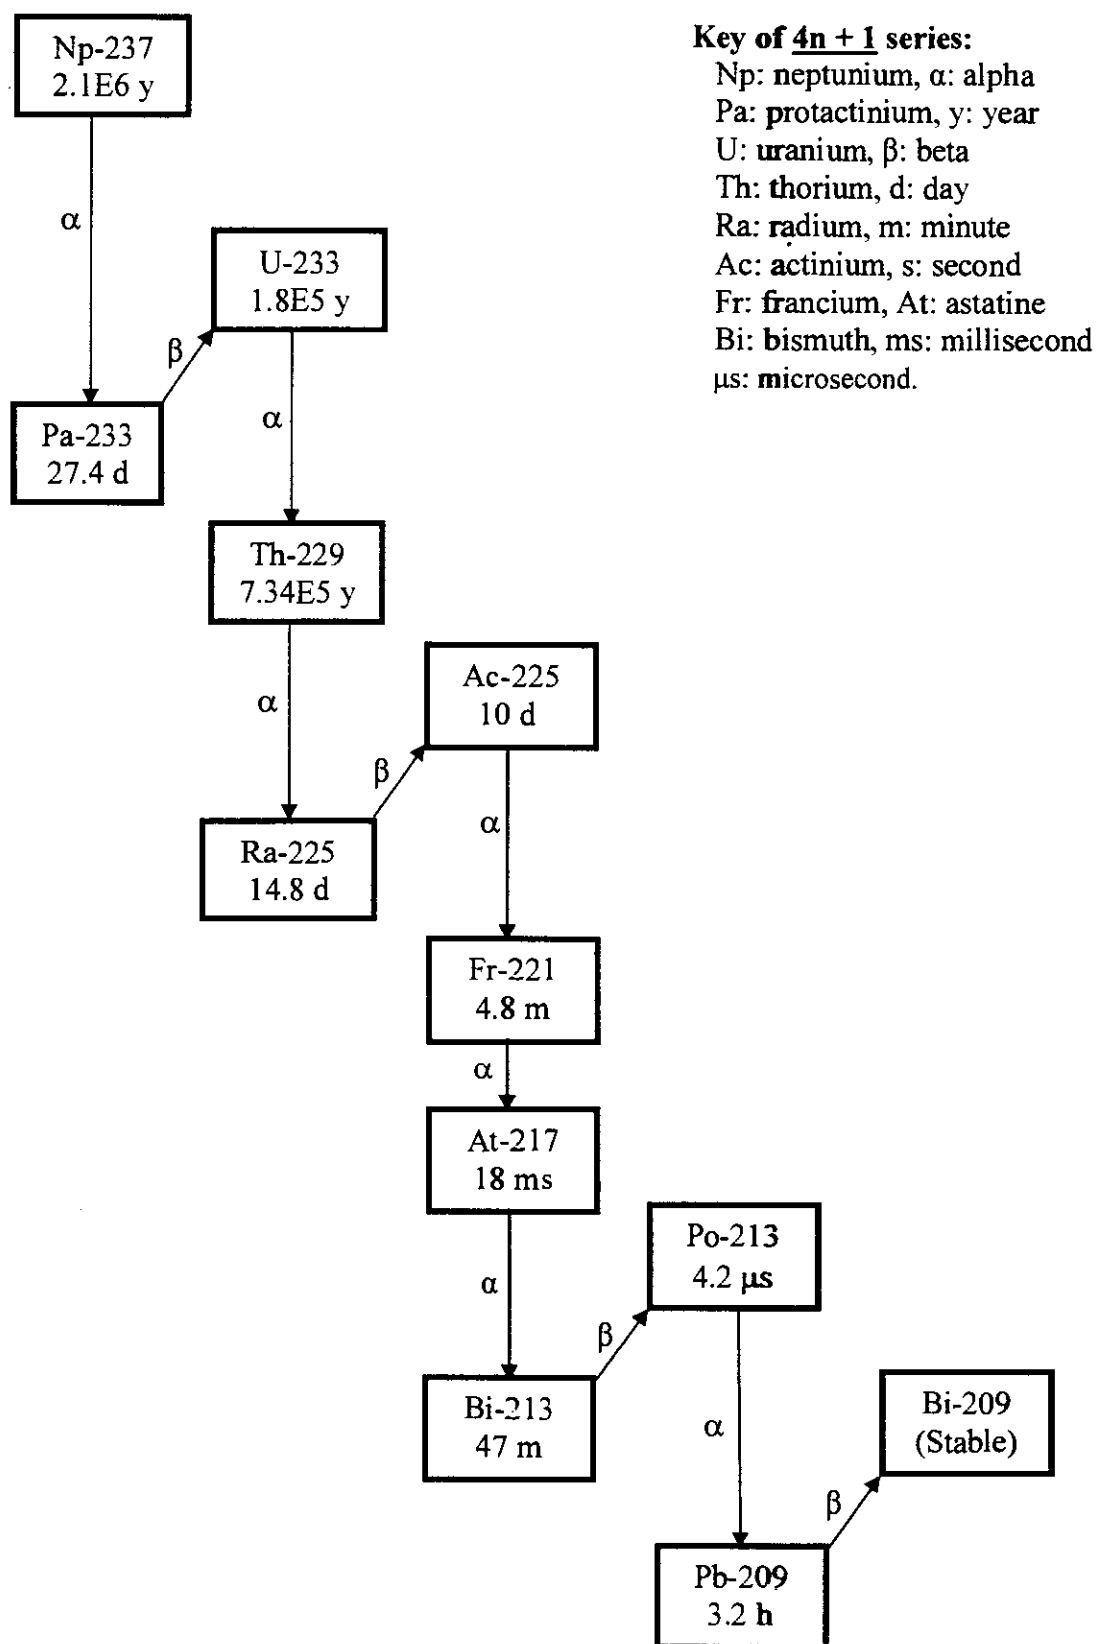 Np-237
2.1E6 y
Key of 4n + 1 series:
Np: neptunium, α: alpha
Pa: protactinium, y: year
U: uranium, β: beta
Th: thorium, d: day
Ra: radium, m: minute
Ac: actinium, s: second
Fr: francium, At: astatine
Bi: bismuth, ms: millisecond
μs: microsecond.
α
U-233
1.8E5 y
β
α
Pa-233
27.4 d
Th-229
7.34E5 y
α
Ac-225
10 d
β
α
Ra-225
14.8 d
Fr-221
4.8 m
α
At-217
18 ms
Po-213
4.2 μs
α
β
Bi-213
47 m
α
Bi-209
(Stable)
β
Pb-209
3.2 h